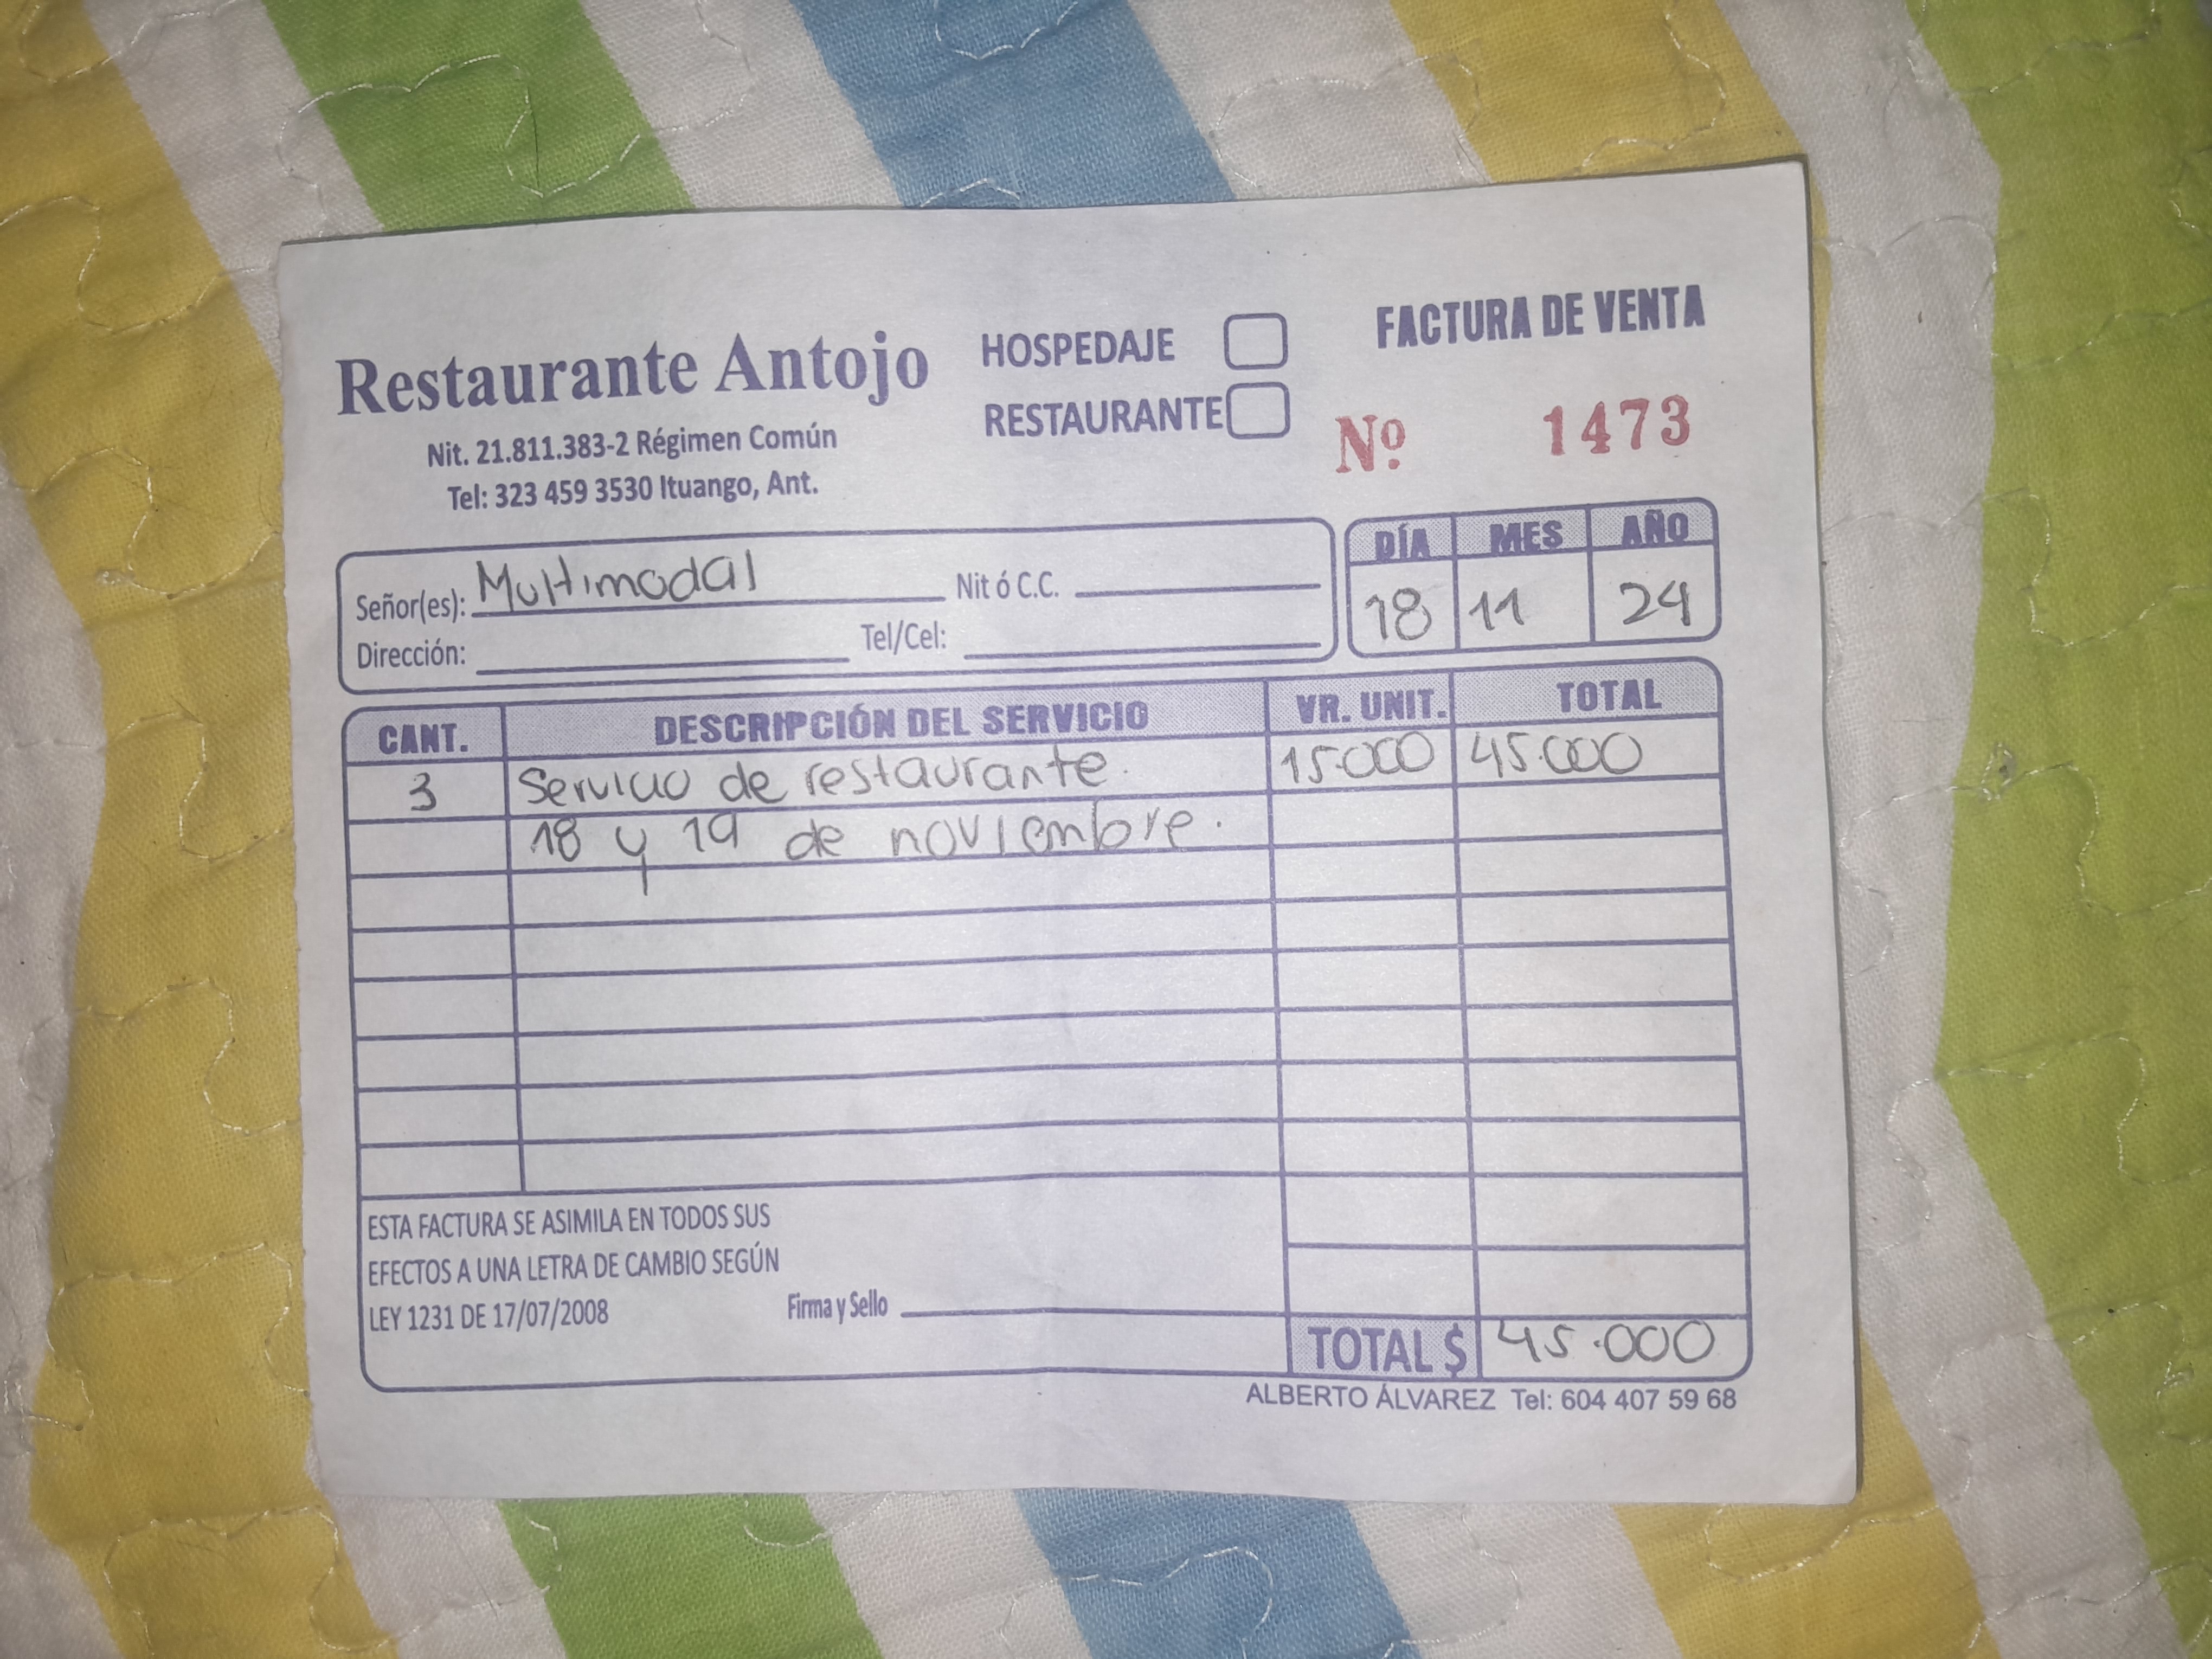 Restaurante Antojo
Nit. 21.811.383-2 Régimen Común
Tel: 323 459 3530 Ituango, Ant.
HOSPEDAJE
RESTAURANTE
FACTURA DE VENTA
Nº 1473
Señor(es): Multimodal Nit ó C.C.
Dirección: Tel/Cel:
DÍA MES AÑO
18 11 24
CANT. DESCRIPCIÓN DEL SERVICIO VR. UNIT. TOTAL
3 Servicio de restaurante. 15.000 45.000
18 y 19 de noviembre.
ESTA FACTURA SE ASIMILA EN TODOS SUS
EFECTOS A UNA LETRA DE CAMBIO SEGÚN
LEY 1231 DE 17/07/2008
Firma y Sello
TOTAL $ 45.000
ALBERTO ÁLVAREZ Tel: 604 407 59 68